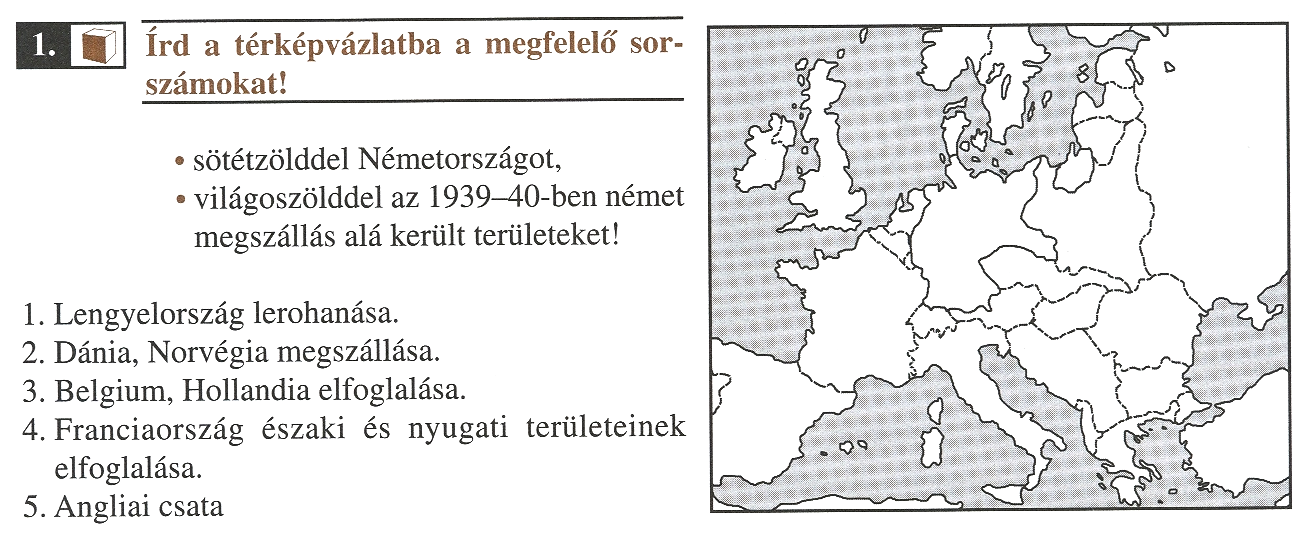 1. Írd a térképvázlatba a megfelelő sor-
számokat!
• sötétzölddel Németországot,
• világoszölddel az 1939–40-ben német
megszállás alá került területeket!
1. Lengyelország lerohanása.
2. Dánia, Norvégia megszállása.
3. Belgium, Hollandia elfoglalása.
4. Franciaország északi és nyugati területeinek
elfoglalása.
5. Angliai csata